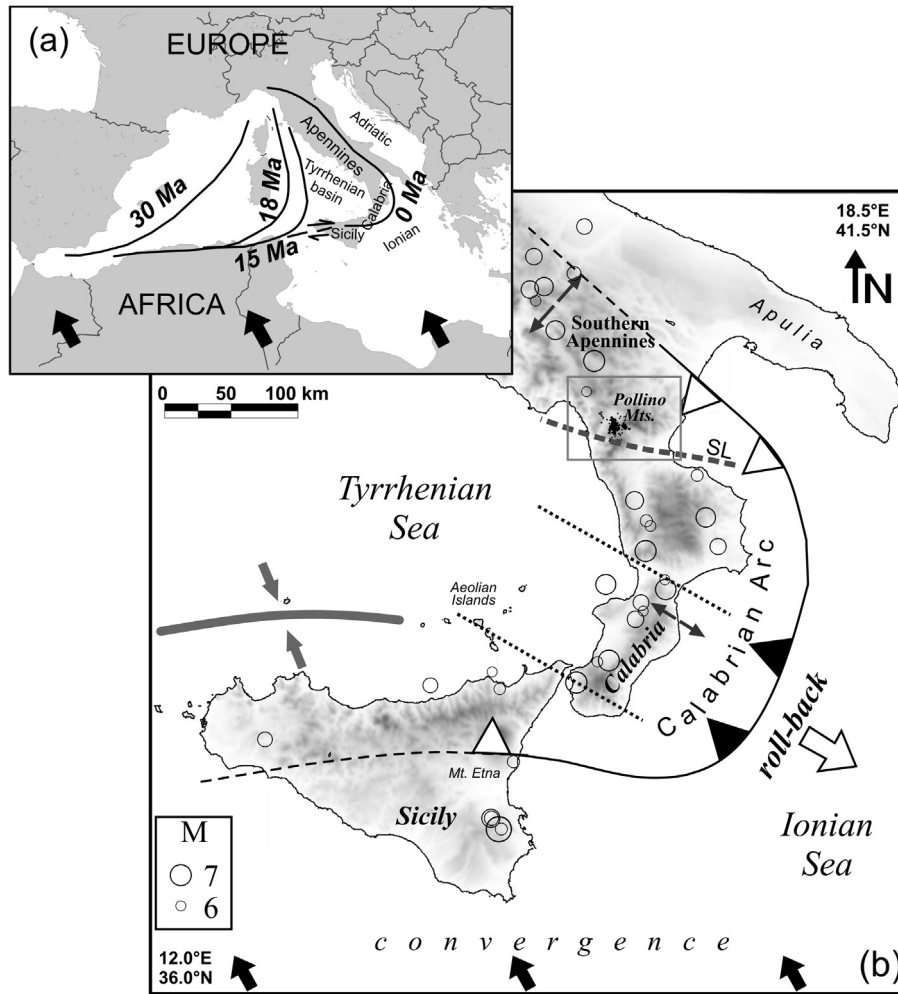 (a)
EUROPE
Adriatic
Apennines
30 Ma
18 Ma
Tyrrhenian
basin
Calabria
0 Ma
15 Ma
Sicily
Ionian
AFRICA
18.5°E
41.5°N
N
Apulia
Southern
Apennines
0 50 100 km
Pollino
Mts.
SL
Tyrrhenian
Sea
Aeolian
Islands
Calabria
Calabrian Arc
roll-back
Mt. Etna
Sicily
Ionian
Sea
M
7
6
convergence
12.0°E
36.0°N
(b)